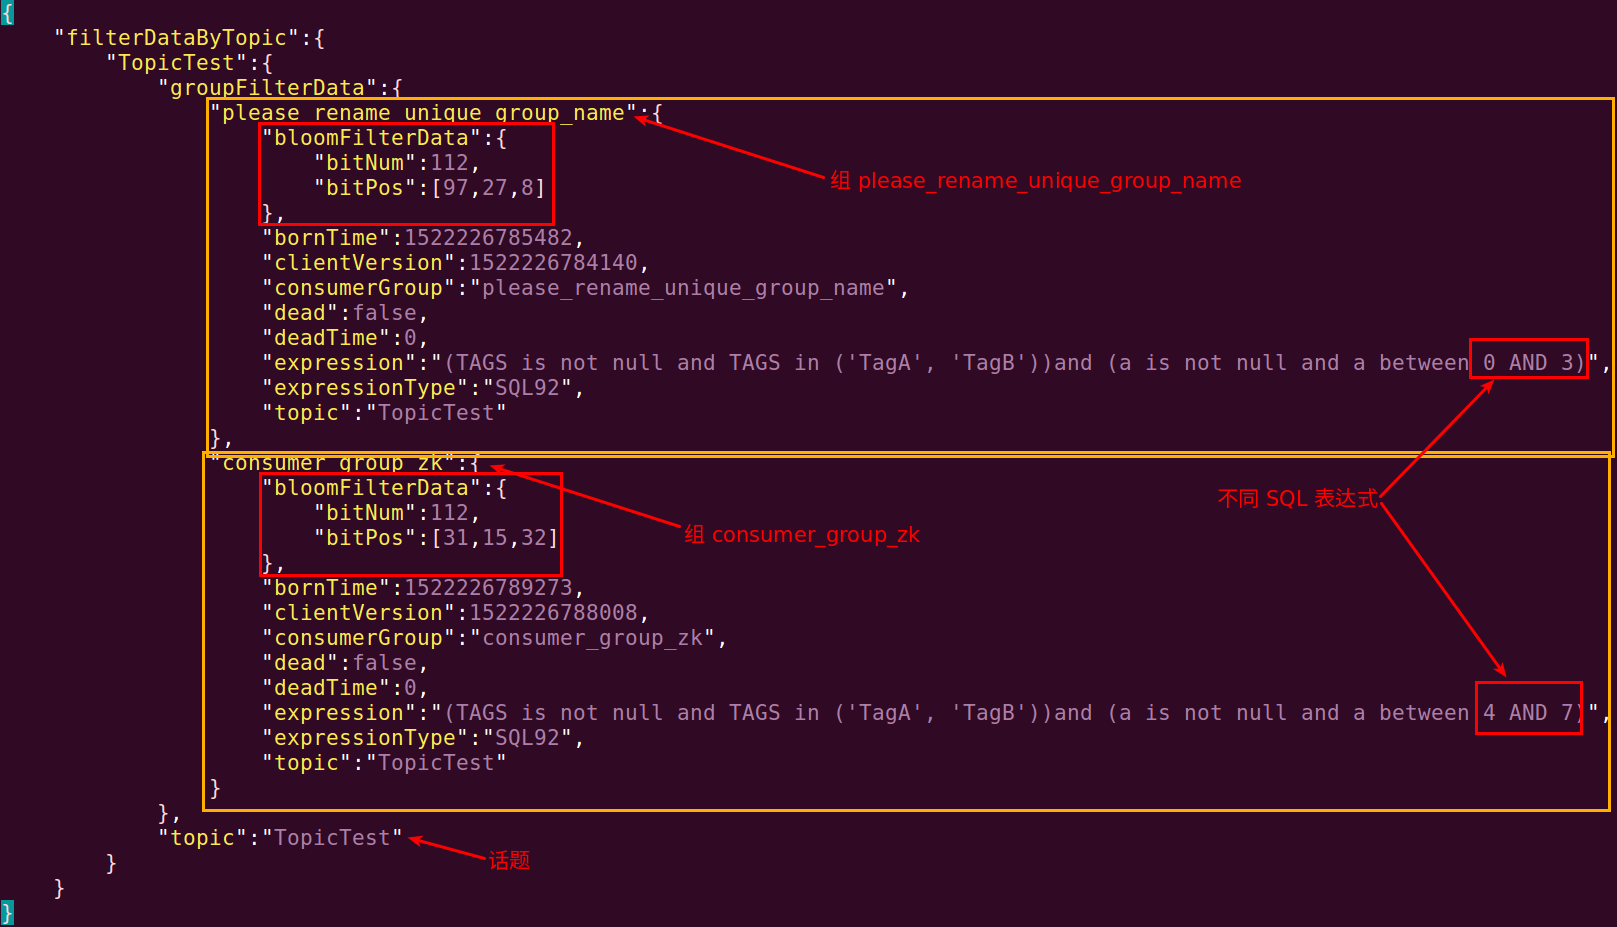 {
    "filterDataByTopic":{
        "TopicTest":{
            "groupFilterData":{
                "please_rename_unique_group_name":{
                    "bloomFilterData":{
                        "bitNum":112,
                        "bitPos":[97,27,8]
                    },
组 please_rename_unique_group_name
                    "bornTime":1522226785482,
                    "clientVersion":1522226784140,
                    "consumerGroup":"please_rename_unique_group_name",
                    "dead":false,
                    "deadTime":0,
                    "expression":"(TAGS is not null and TAGS in ('TagA', 'TagB'))and (a is not null and a between 0 AND 3)",
                    "expressionType":"SQL92",
                    "topic":"TopicTest"
                },
                "consumer_group_zk":{
                    "bloomFilterData":{
不同 SQL 表达式
                        "bitNum":112,
                        "bitPos":[31,15,32]
组 consumer_group_zk
                    },
                    "bornTime":1522226789273,
                    "clientVersion":1522226788008,
                    "consumerGroup":"consumer_group_zk",
                    "dead":false,
                    "deadTime":0,
                    "expression":"(TAGS is not null and TAGS in ('TagA', 'TagB'))and (a is not null and a between 4 AND 7)",
                    "expressionType":"SQL92",
                    "topic":"TopicTest"
                }
            },
            "topic":"TopicTest"
话题
        }
    }
}